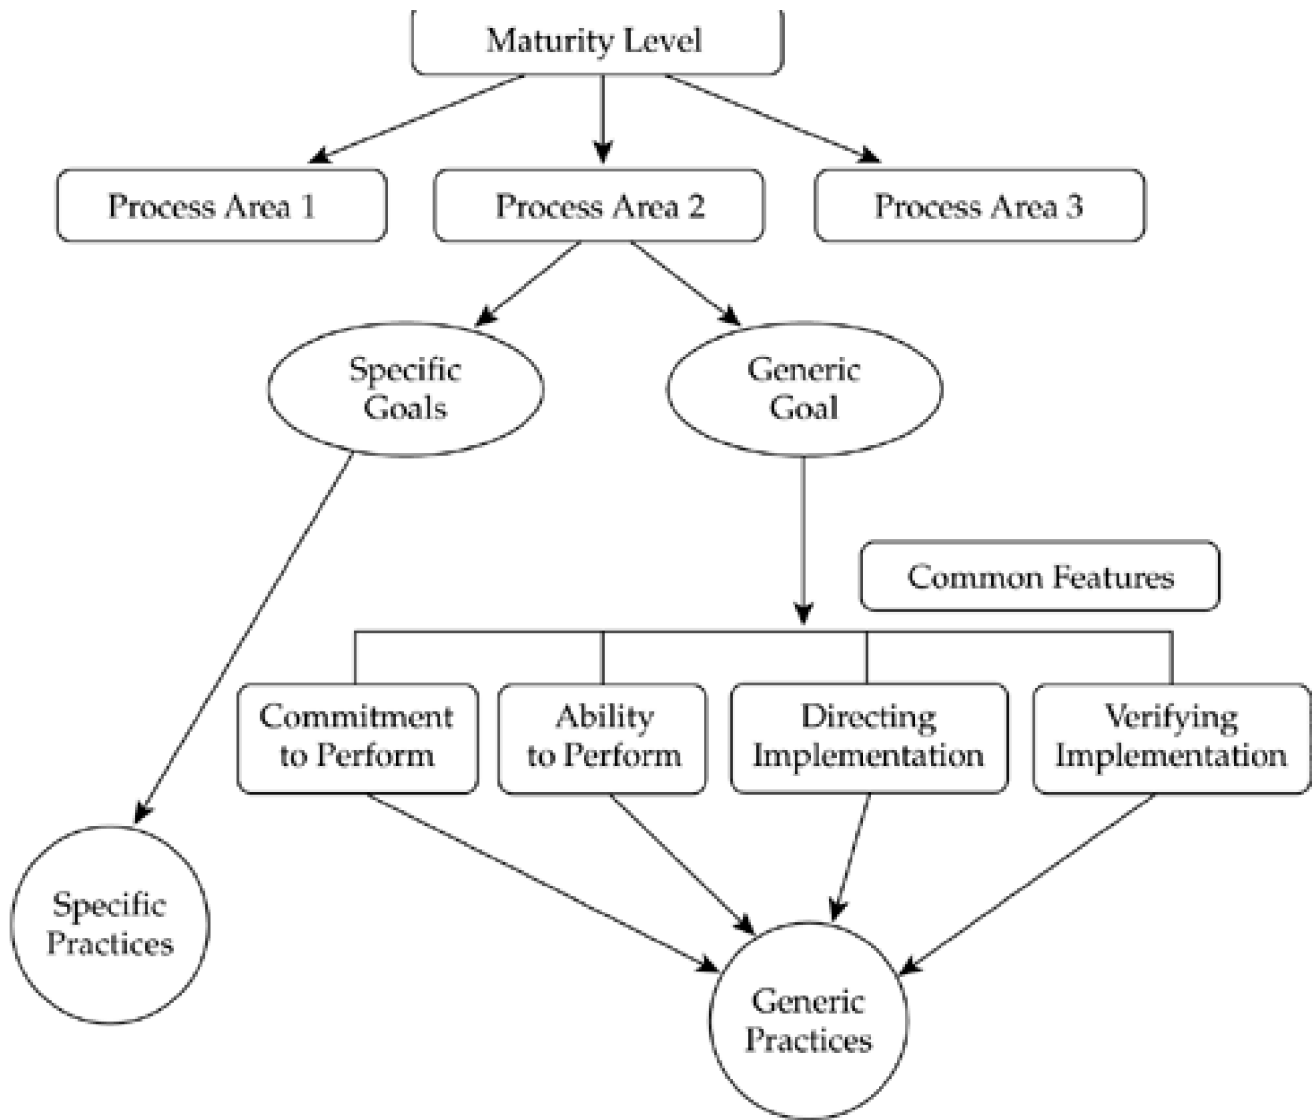 Maturity Level
Process Area 1
Process Area 2
Process Area 3
Specific
Goals
Generic
Goal
Common Features
Commitment
to Perform
Ability
to Perform
Directing
Implementation
Verifying
Implementation
Specific
Practices
Generic
Practices